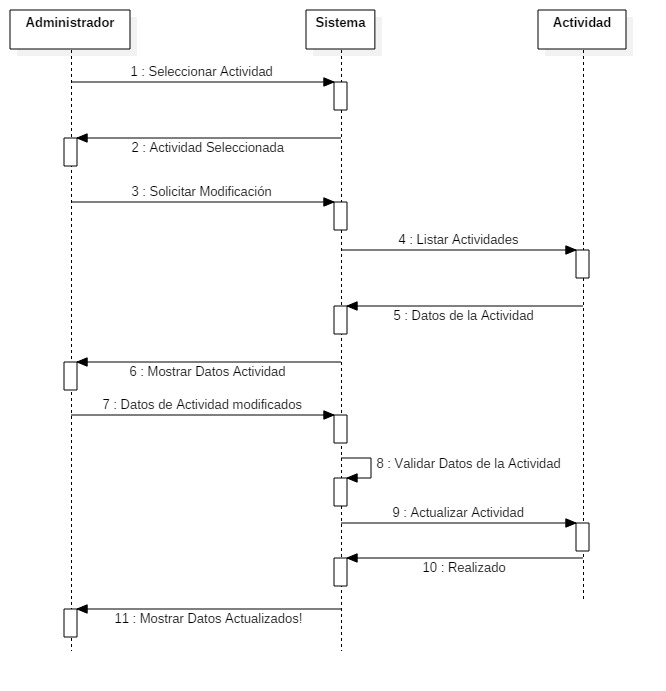 Administrador
Sistema
Actividad
1 : Seleccionar Actividad
2 : Actividad Seleccionada
3 : Solicitar Modificación
4 : Listar Actividades
5 : Datos de la Actividad
6 : Mostrar Datos Actividad
7 : Datos de Actividad modificados
8 : Validar Datos de la Actividad
9 : Actualizar Actividad
10 : Realizado
11 : Mostrar Datos Actualizados!